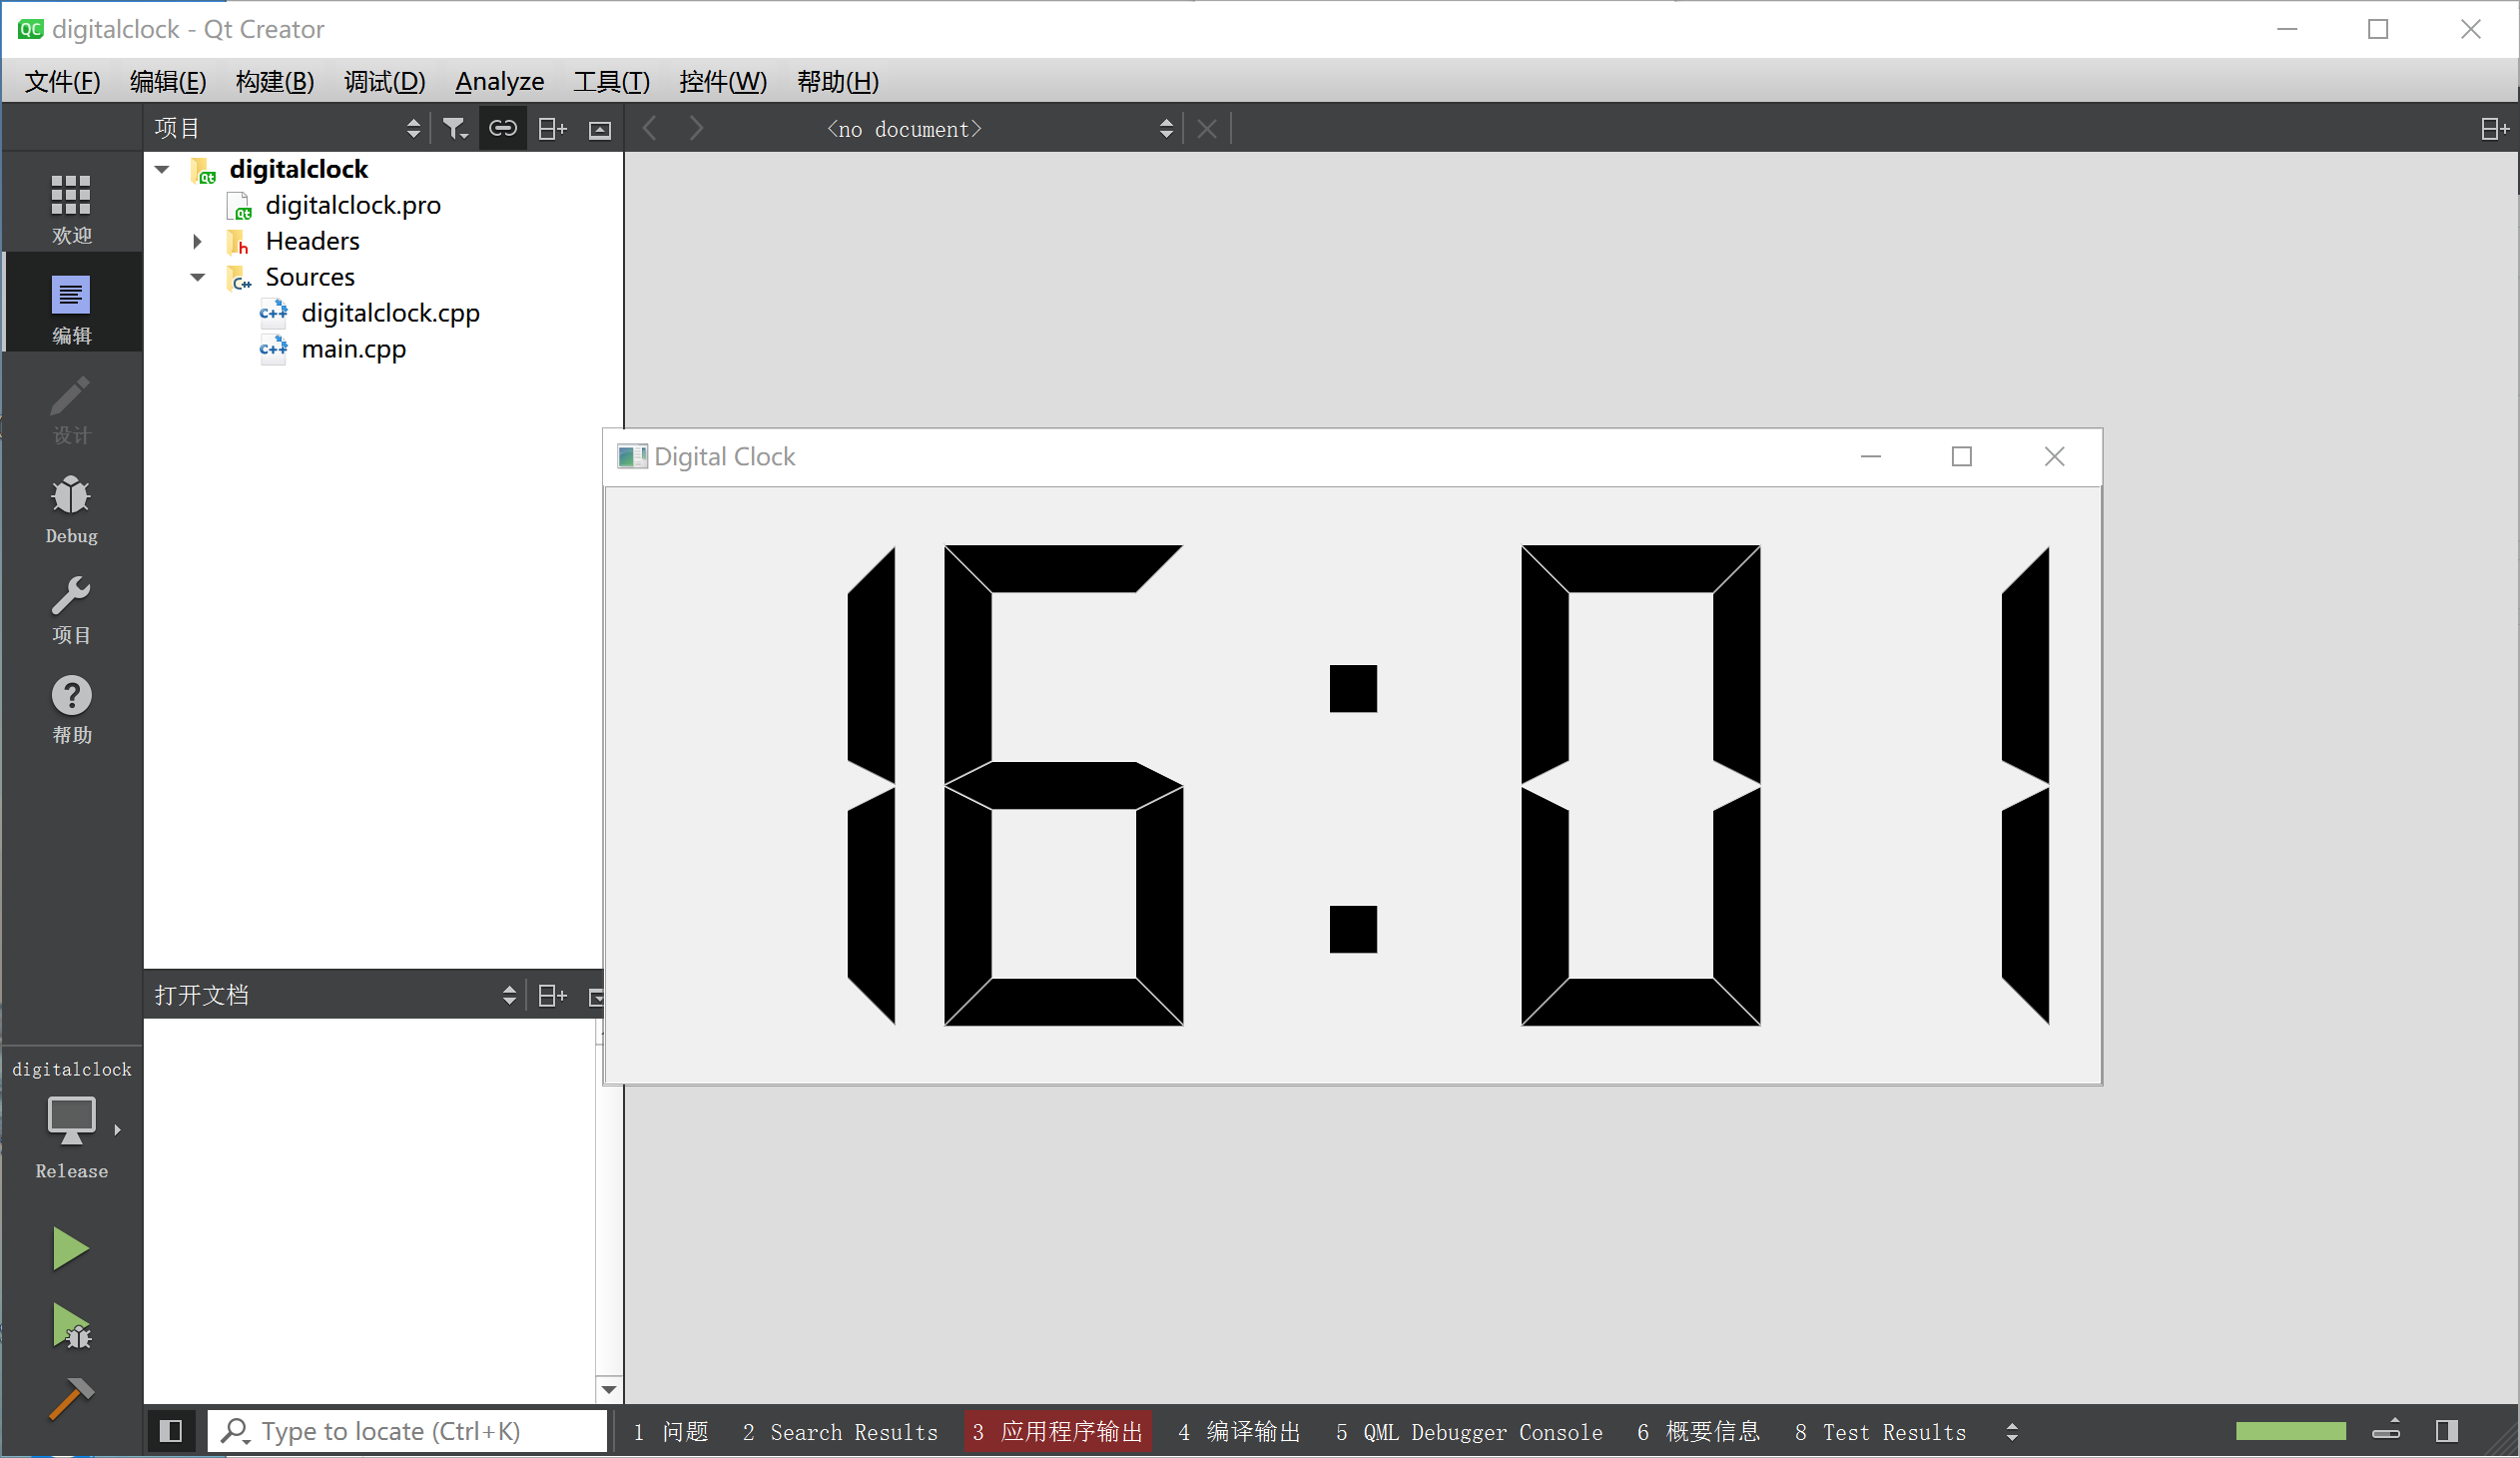 digitalclock - Qt Creator
文件(F) 编辑(E) 构建(B) 调试(D) Analyze 工具(T) 控件(W) 帮助(H)
项目 <no document>
digitalclock
digitalclock.pro
Headers
Sources
digitalclock.cpp
main.cpp
欢迎
编辑
设计
Debug
项目
帮助
Digital Clock
16:01
打开文档
digitalclock
Release
Type to locate (Ctrl+K) 1 问题 2 Search Results 3 应用程序输出 4 编译输出 5 QML Debugger Console 6 概要信息 8 Test Results